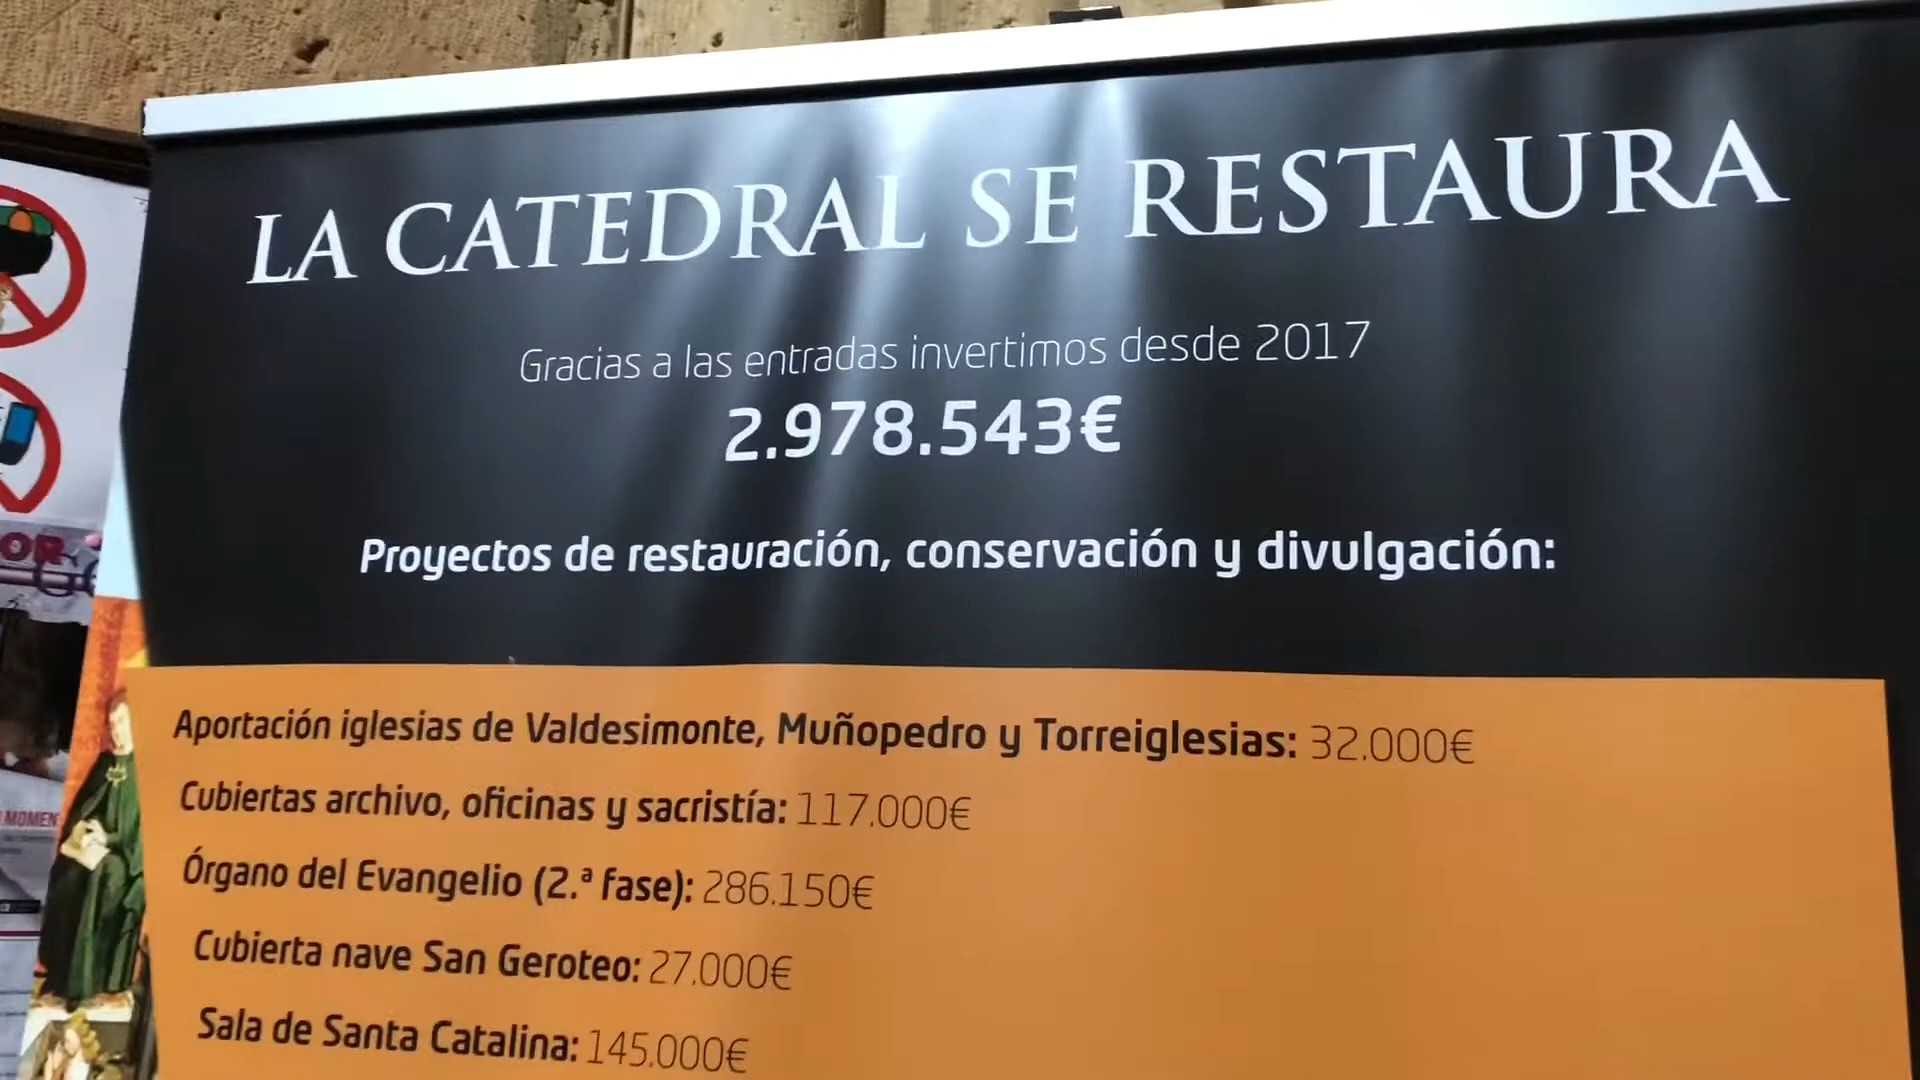 LA CATEDRAL SE RESTAURA
Gracias a las entradas invertimos desde 2017
2.978.543€
Proyectos de restauración, conservación y divulgación:
Aportación iglesias de Valdesimonte, Muñopedro y Torreiglesias: 32.000€
Cubiertas archivo, oficinas y sacristía: 117.000€
Órgano del Evangelio (2.ª fase): 286.150€
Cubierta nave San Geroteo: 27.000€
Sala de Santa Catalina: 145.000€
OR
MOMEN